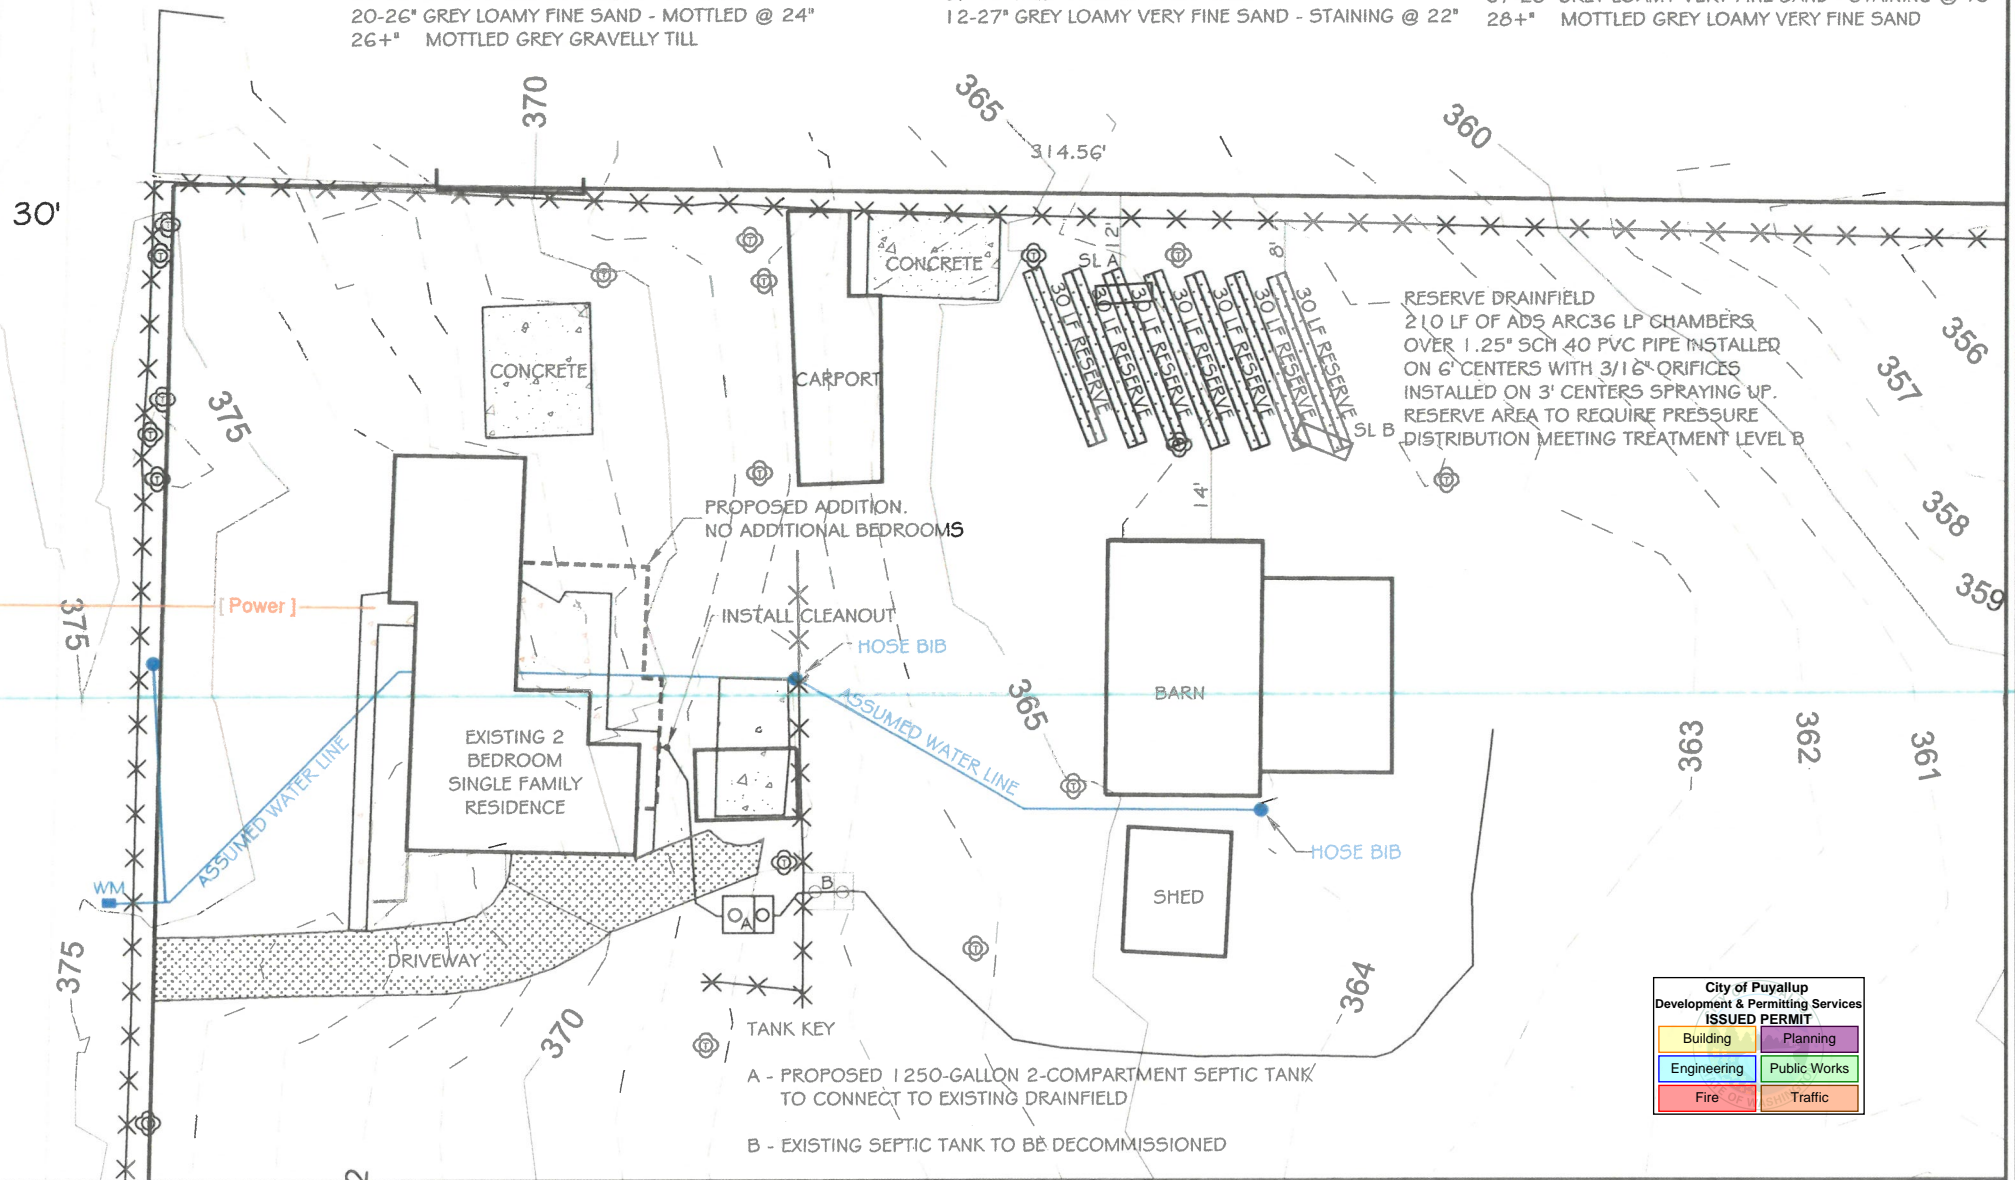 20-26" GREY LOAMY FINE SAND - MOTTLED @ 24"
26+" MOTTLED GREY GRAVELLY TILL
12-27" GREY LOAMY VERY FINE SAND - STAINING @ 22"
28+" MOTTLED GREY LOAMY VERY FINE SAND
370
365
360
314.56'
30'
12'
8'
SL A
CONCRETE
30 LF RESERVE
30 LF RESERVE
30 LF RESERVE
30 LF RESERVE
30 LF RESERVE
30 LF RESERVE
30 LF RESERVE
RESERVE DRAINFIELD
210 LF OF ADS ARC36 LP CHAMBERS
OVER 1.25" SCH 40 PVC PIPE INSTALLED
ON 6' CENTERS WITH 3/16" ORIFICES
INSTALLED ON 3' CENTERS SPRAYING UP.
RESERVE AREA TO REQUIRE PRESSURE
DISTRIBUTION MEETING TREATMENT LEVEL B
SL B
356
357
358
359
CONCRETE
CARPORT
375
14'
PROPOSED ADDITION.
NO ADDITIONAL BEDROOMS
[ Power ]
375
INSTALL CLEANOUT
HOSE BIB
ASSUMED WATER LINE
365
BARN
363
362
361
EXISTING 2
BEDROOM
SINGLE FAMILY
RESIDENCE
ASSUMED WATER LINE
HOSE BIB
WM
B
A
SHED
DRIVEWAY
375
370
364
TANK KEY
A - PROPOSED 1250-GALLON 2-COMPARTMENT SEPTIC TANK
TO CONNECT TO EXISTING DRAINFIELD
B - EXISTING SEPTIC TANK TO BE DECOMMISSIONED
City of Puyallup
Development & Permitting Services
ISSUED PERMIT
Building
Planning
Engineering
Public Works
Fire
Traffic